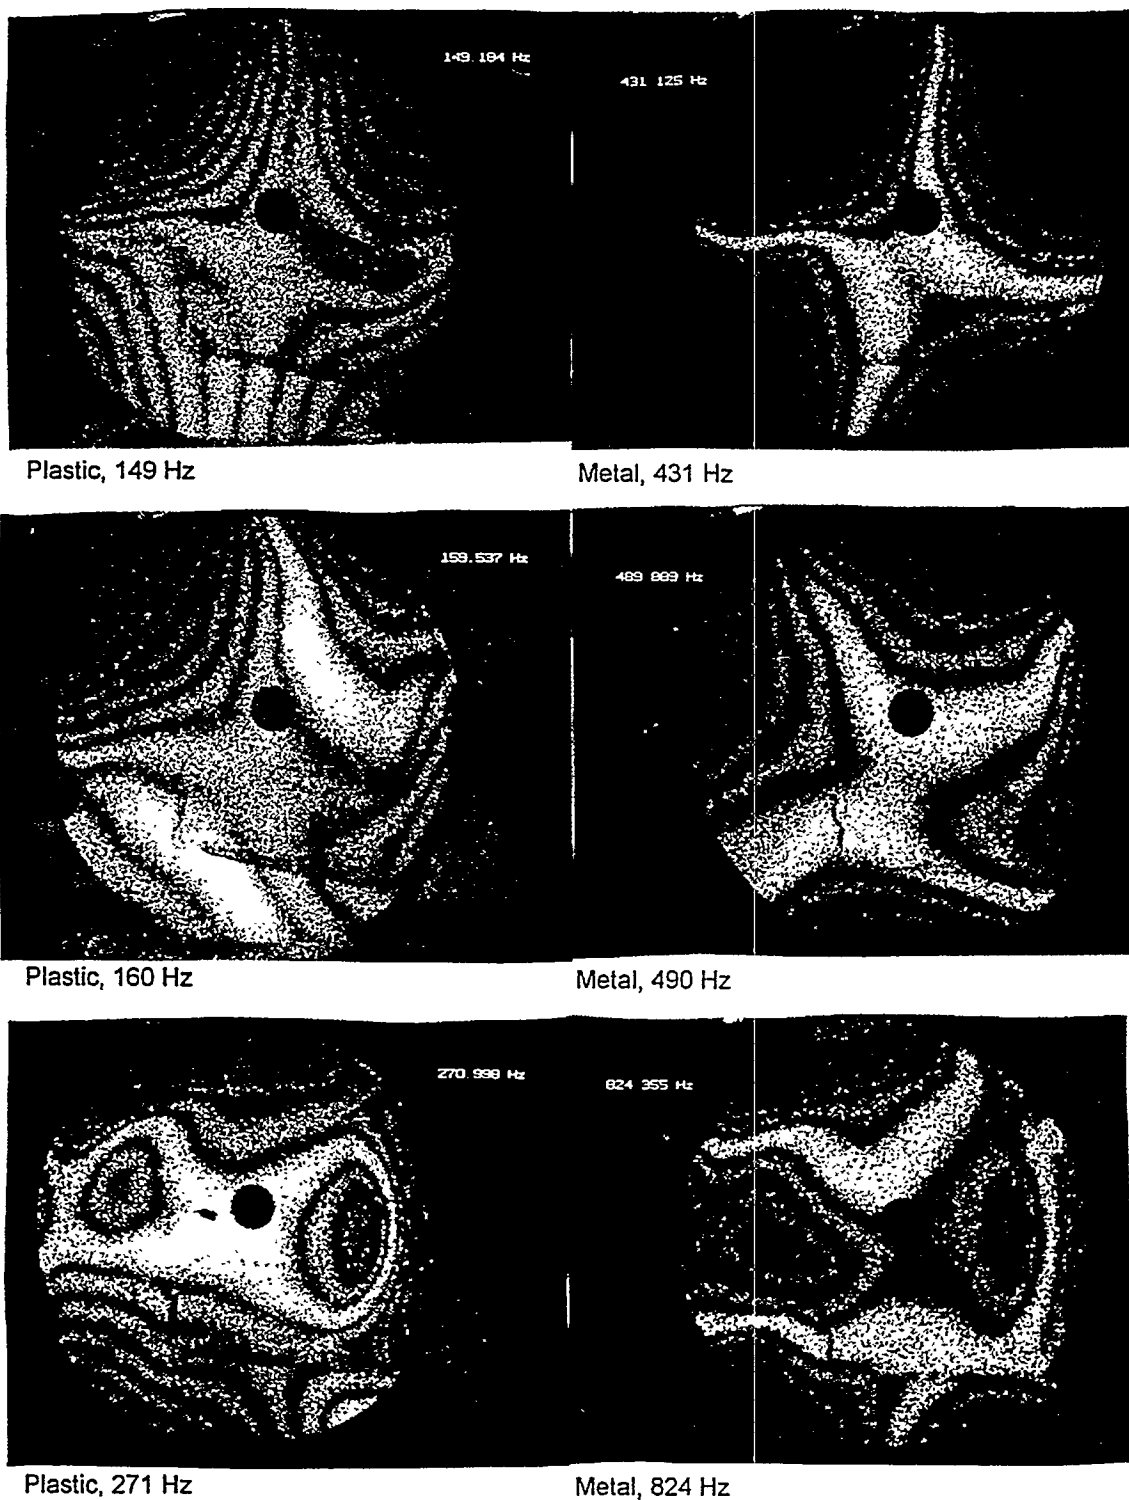 149.184 Hz
431 125 Hz
Plastic, 149 Hz
Metal, 431 Hz
159.537 Hz
489 889 Hz
Plastic, 160 Hz
Metal, 490 Hz
270.998 Hz
824 355 Hz
Plastic, 271 Hz
Metal, 824 Hz